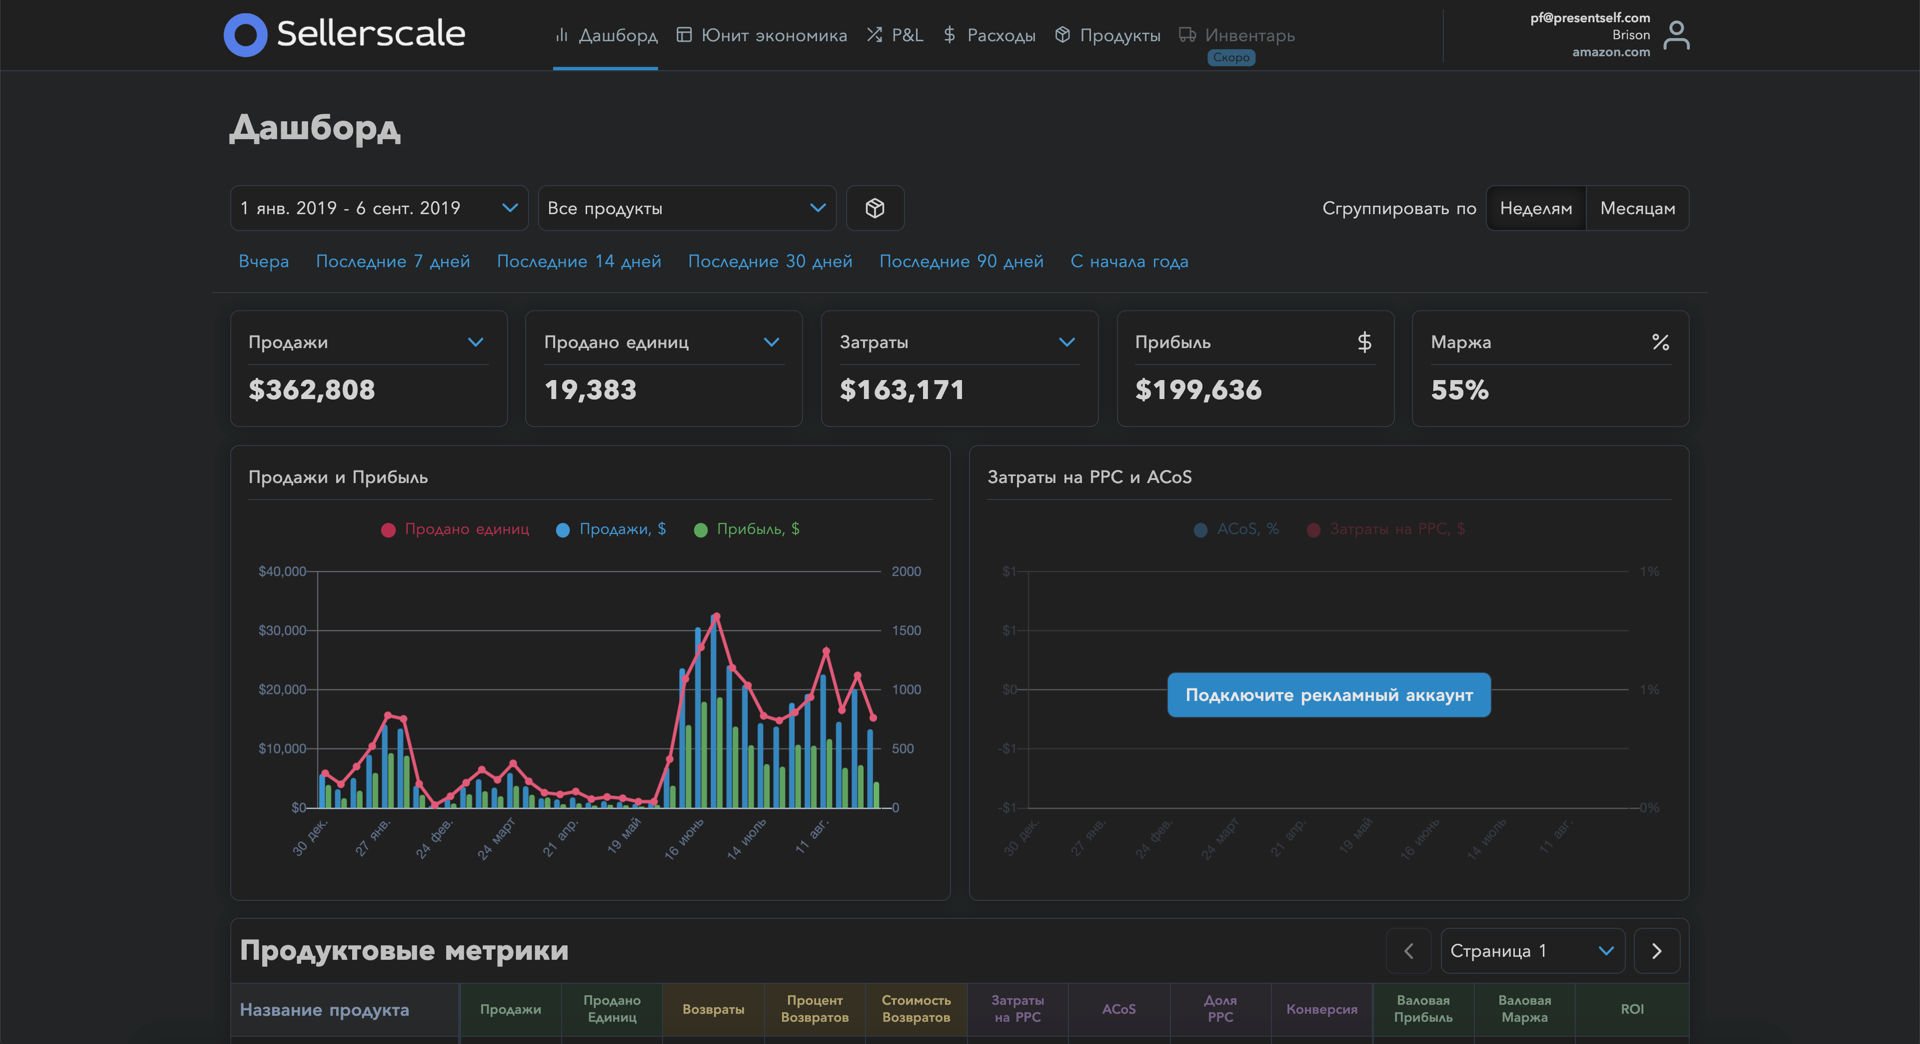 Sellerscale
Дашборд
Юнит экономика
P&L
Расходы
Продукты
Инвентарь
Скоро
pf@presentself.com
Brison
amazon.com
Дашборд
1 янв. 2019 - 6 сент. 2019
Все продукты
Сгруппировать по
Неделям
Месяцам
Вчера
Последние 7 дней
Последние 14 дней
Последние 30 дней
Последние 90 дней
С начала года
Продажи
$362,808
Продано единиц
19,383
Затраты
$163,171
Прибыль
$
$199,636
Маржа
%
55%
Продажи и Прибыль
Продано единиц
Продажи, $
Прибыль, $
$40,000
$30,000
$20,000
$10,000
$0
2000
1500
1000
500
0
30 дек.
27 янв.
24 фев.
24 март
21 апр.
19 май
16 июнь
14 июль
11 авг.
Затраты на PPC и ACoS
ACoS, %
Затраты на PPC, $
$1
$1
$0
-$1
-$1
1%
1%
0%
30 дек.
27 янв.
24 фев.
24 март
21 апр.
19 май
16 июнь
14 июль
11 авг.
Подключите рекламный аккаунт
Продуктовые метрики
Страница 1
Название продукта
Продажи
Продано
Единиц
Возвраты
Процент
Возвратов
Стоимость
Возвратов
Затраты
на PPC
ACoS
Доля
PPC
Конверсия
Валовая
Прибыль
Валовая
Маржа
ROI